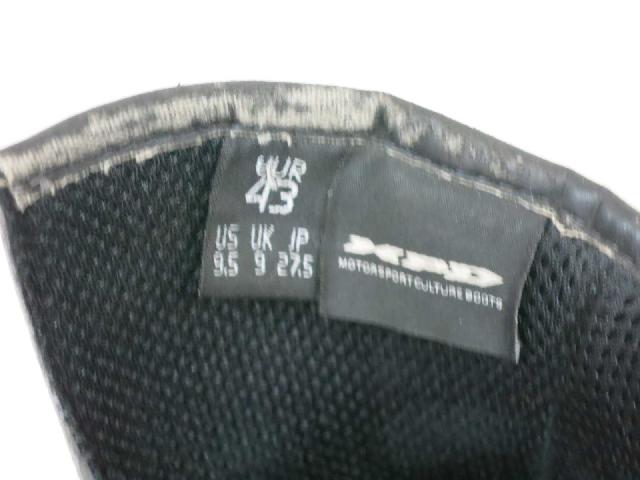 EUR
43
US UK JP
9.5 9 27.5
XPD
MOTORSPORT CULTURE BOOTS